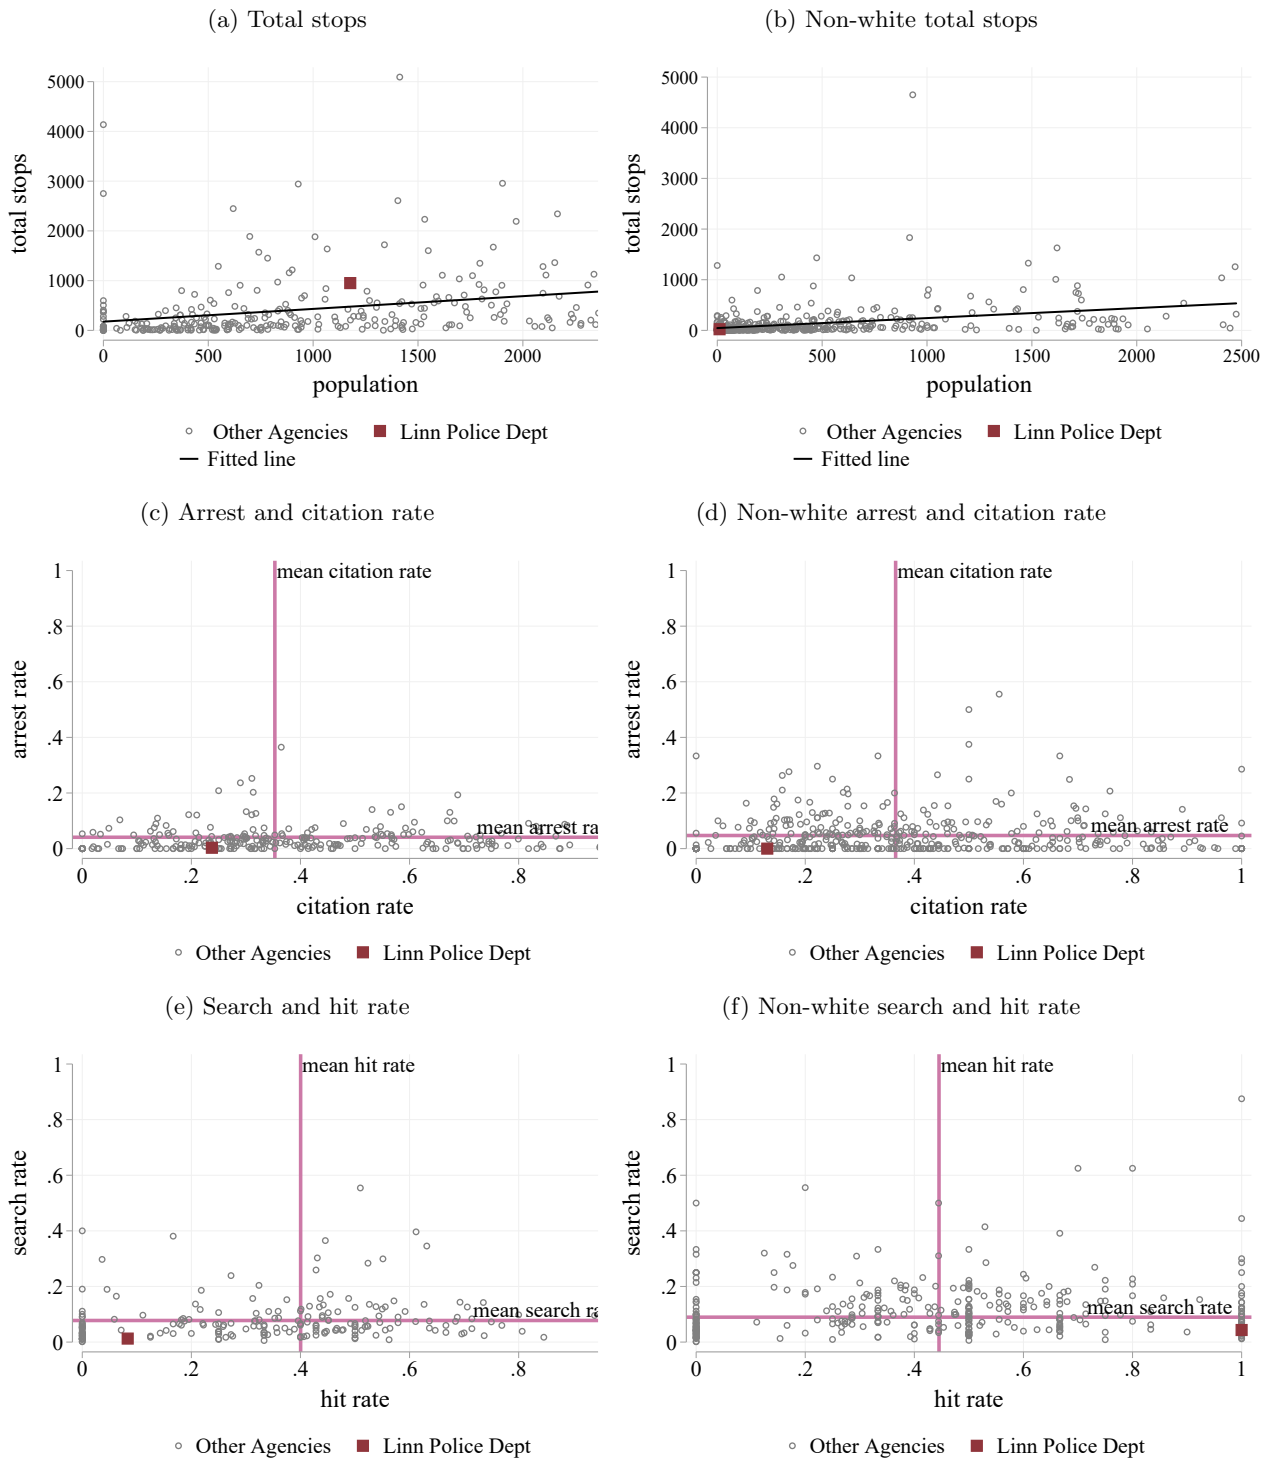 (a) Total stops
(b) Non-white total stops
total stops
5000
4000
3000
2000
1000
0
0 500 1000 1500 2000
population
Other Agencies Linn Police Dept
Fitted line
total stops
5000
4000
3000
2000
1000
0
0 500 1000 1500 2000 2500
population
Other Agencies Linn Police Dept
Fitted line
(c) Arrest and citation rate
(d) Non-white arrest and citation rate
arrest rate
1
.8
.6
.4
.2
0
mean citation rate
mean arrest ra
0 .2 .4 .6 .8
citation rate
Other Agencies Linn Police Dept
arrest rate
1
.8
.6
.4
.2
0
mean citation rate
mean arrest rate
0 .2 .4 .6 .8 1
citation rate
Other Agencies Linn Police Dept
(e) Search and hit rate
(f) Non-white search and hit rate
search rate
1
.8
.6
.4
.2
0
mean hit rate
mean search ra
0 .2 .4 .6 .8
hit rate
Other Agencies Linn Police Dept
search rate
1
.8
.6
.4
.2
0
mean hit rate
mean search rate
0 .2 .4 .6 .8 1
hit rate
Other Agencies Linn Police Dept